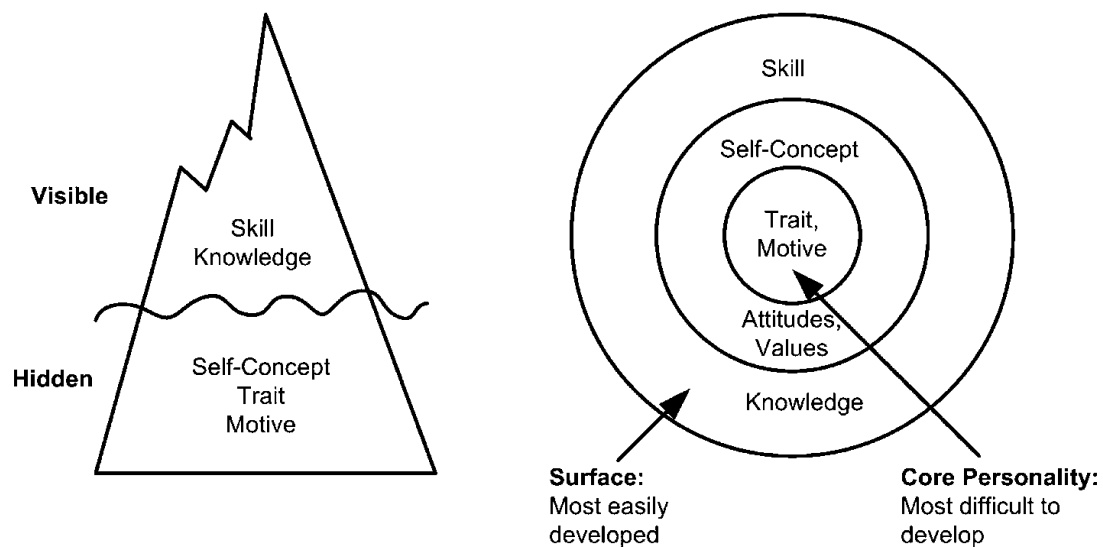 Visible
Skill
Knowledge
Hidden
Self-Concept
Trait
Motive
Skill
Self-Concept
Trait,
Motive
Attitudes,
Values
Knowledge
Surface:
Most easily
developed
Core Personality:
Most difficult to
develop